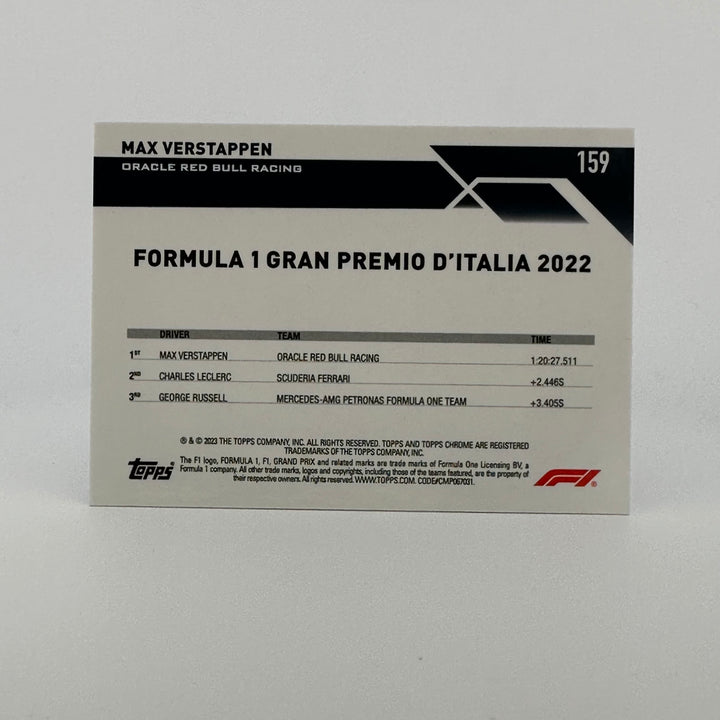 MAX VERSTAPPEN
ORACLE RED BULL RACING
159
FORMULA 1 GRAN PREMIO D'ITALIA 2022
DRIVER TEAM TIME
1ST MAX VERSTAPPEN ORACLE RED BULL RACING 1:20:27.511
2ND CHARLES LECLERC SCUDERIA FERRARI +2.446S
3RD GEORGE RUSSELL MERCEDES-AMG PETRONAS FORMULA ONE TEAM +3.405S
® & © 2023 THE TOPPS COMPANY, INC. ALL RIGHTS RESERVED. TOPPS AND TOPPS CHROME ARE REGISTERED
TRADEMARKS OF THE TOPPS COMPANY, INC.
The F1 logo, FORMULA 1, F1, GRAND PRIX and related marks are trade marks of Formula One Licensing BV, a
Formula 1 company. All other trade marks, logos and copyrights, including those of the teams featured, are the property of
their respective owners. All rights reserved. WWW.TOPPS.COM. CODE#CMP067031.
topps®
F1®